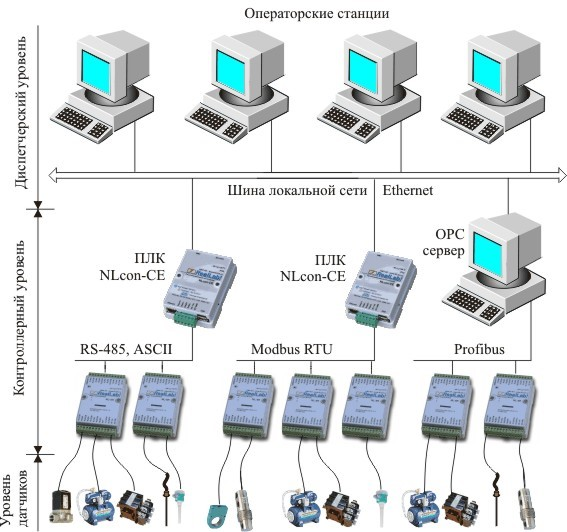 Операторские станции
Диспетчерский уровень
Шина локальной сети Ethernet
Контроллерный уровень
ПЛК
NLcon-CE
ПЛК
NLcon-CE
OPC
сервер
RS-485, ASCII
Modbus RTU
Profibus
Уровень
датчиков